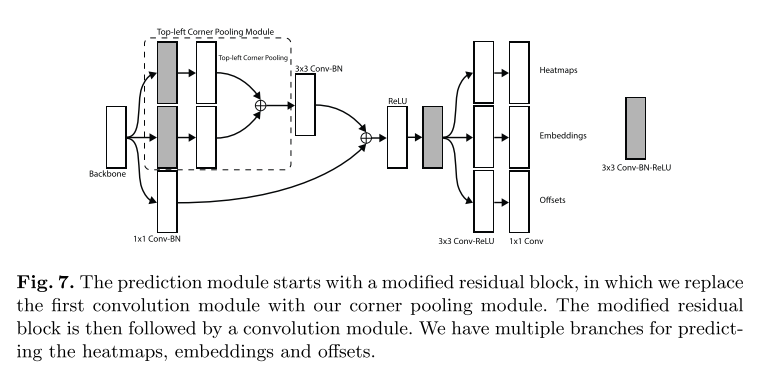 Top-left Corner Pooling Module
Top-left Corner Pooling
3x3 Conv-BN
Heatmaps
ReLU
Embeddings
Backbone
3x3 Conv-BN-ReLU
Offsets
1x1 Conv-BN
3x3 Conv-ReLU
1x1 Conv
Fig. 7. The prediction module starts with a modified residual block, in which we replace
the first convolution module with our corner pooling module. The modified residual
block is then followed by a convolution module. We have multiple branches for predict-
ing the heatmaps, embeddings and offsets.